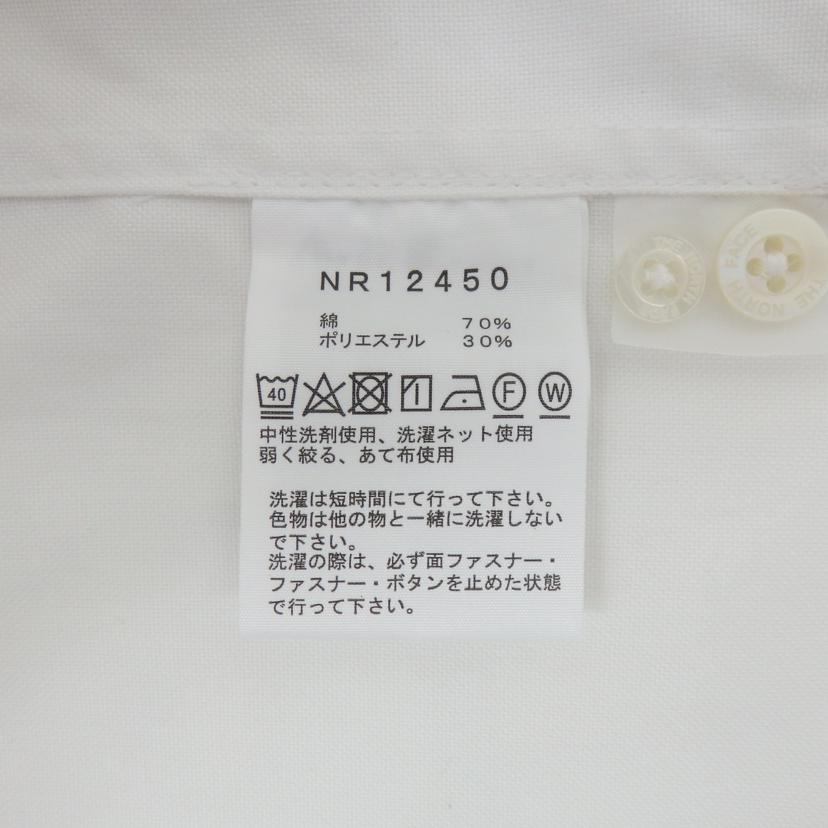 NR12450
綿 70%
ポリエステル 30%
40 F W
中性洗剤使用、洗濯ネット使用
弱く絞る、あて布使用
洗濯は短時間にて行って下さい。
色物は他の物と一緒に洗濯しない
で下さい。
洗濯の際は、必ず面ファスナー・
ファスナー・ボタンを止めた状態
で行って下さい。
THE NORTH FACE
THE NORTH FACE